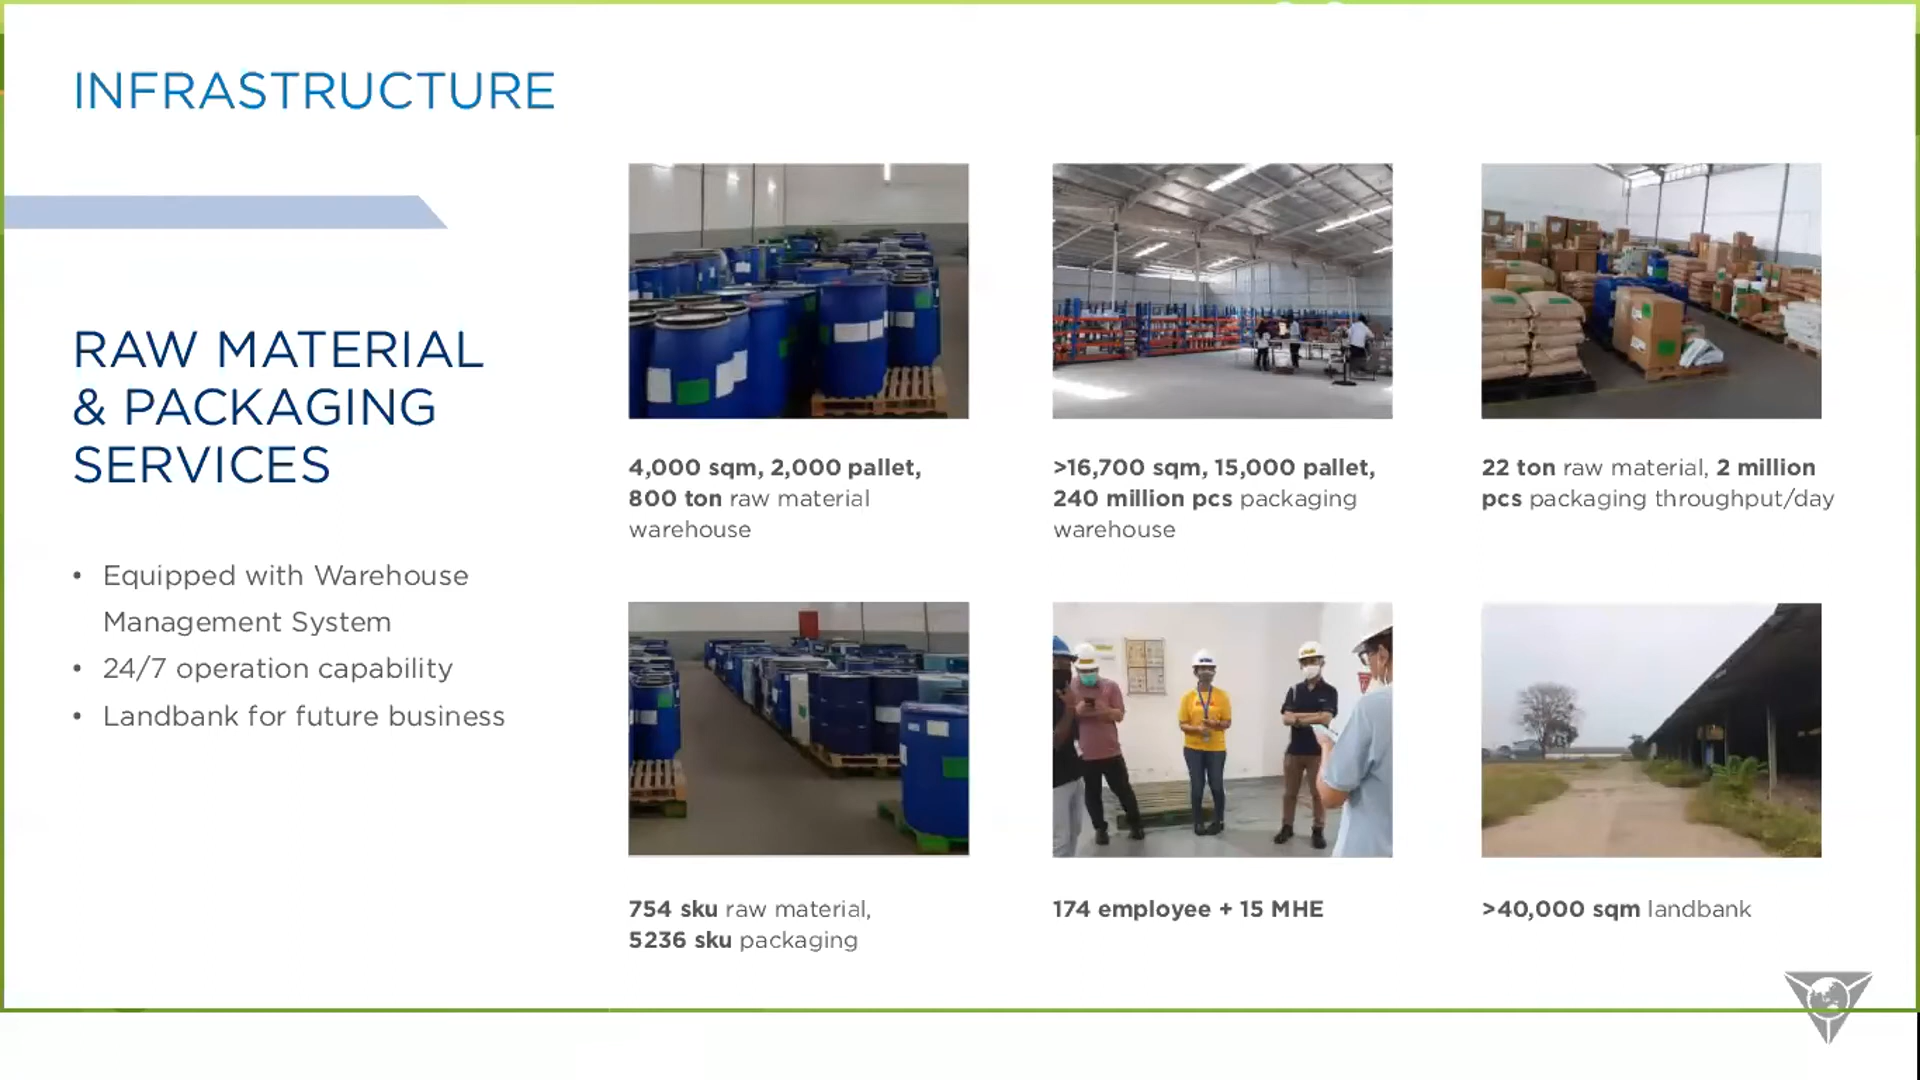 INFRASTRUCTURE
RAW MATERIAL
& PACKAGING
SERVICES
• Equipped with Warehouse
Management System
• 24/7 operation capability
• Landbank for future business
4,000 sqm, 2,000 pallet,
800 ton raw material
warehouse
>16,700 sqm, 15,000 pallet,
240 million pcs packaging
warehouse
22 ton raw material, 2 million
pcs packaging throughput/day
754 sku raw material,
5236 sku packaging
174 employee + 15 MHE
>40,000 sqm landbank